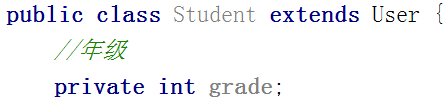 public class Student extends User {
//年级
private int grade;